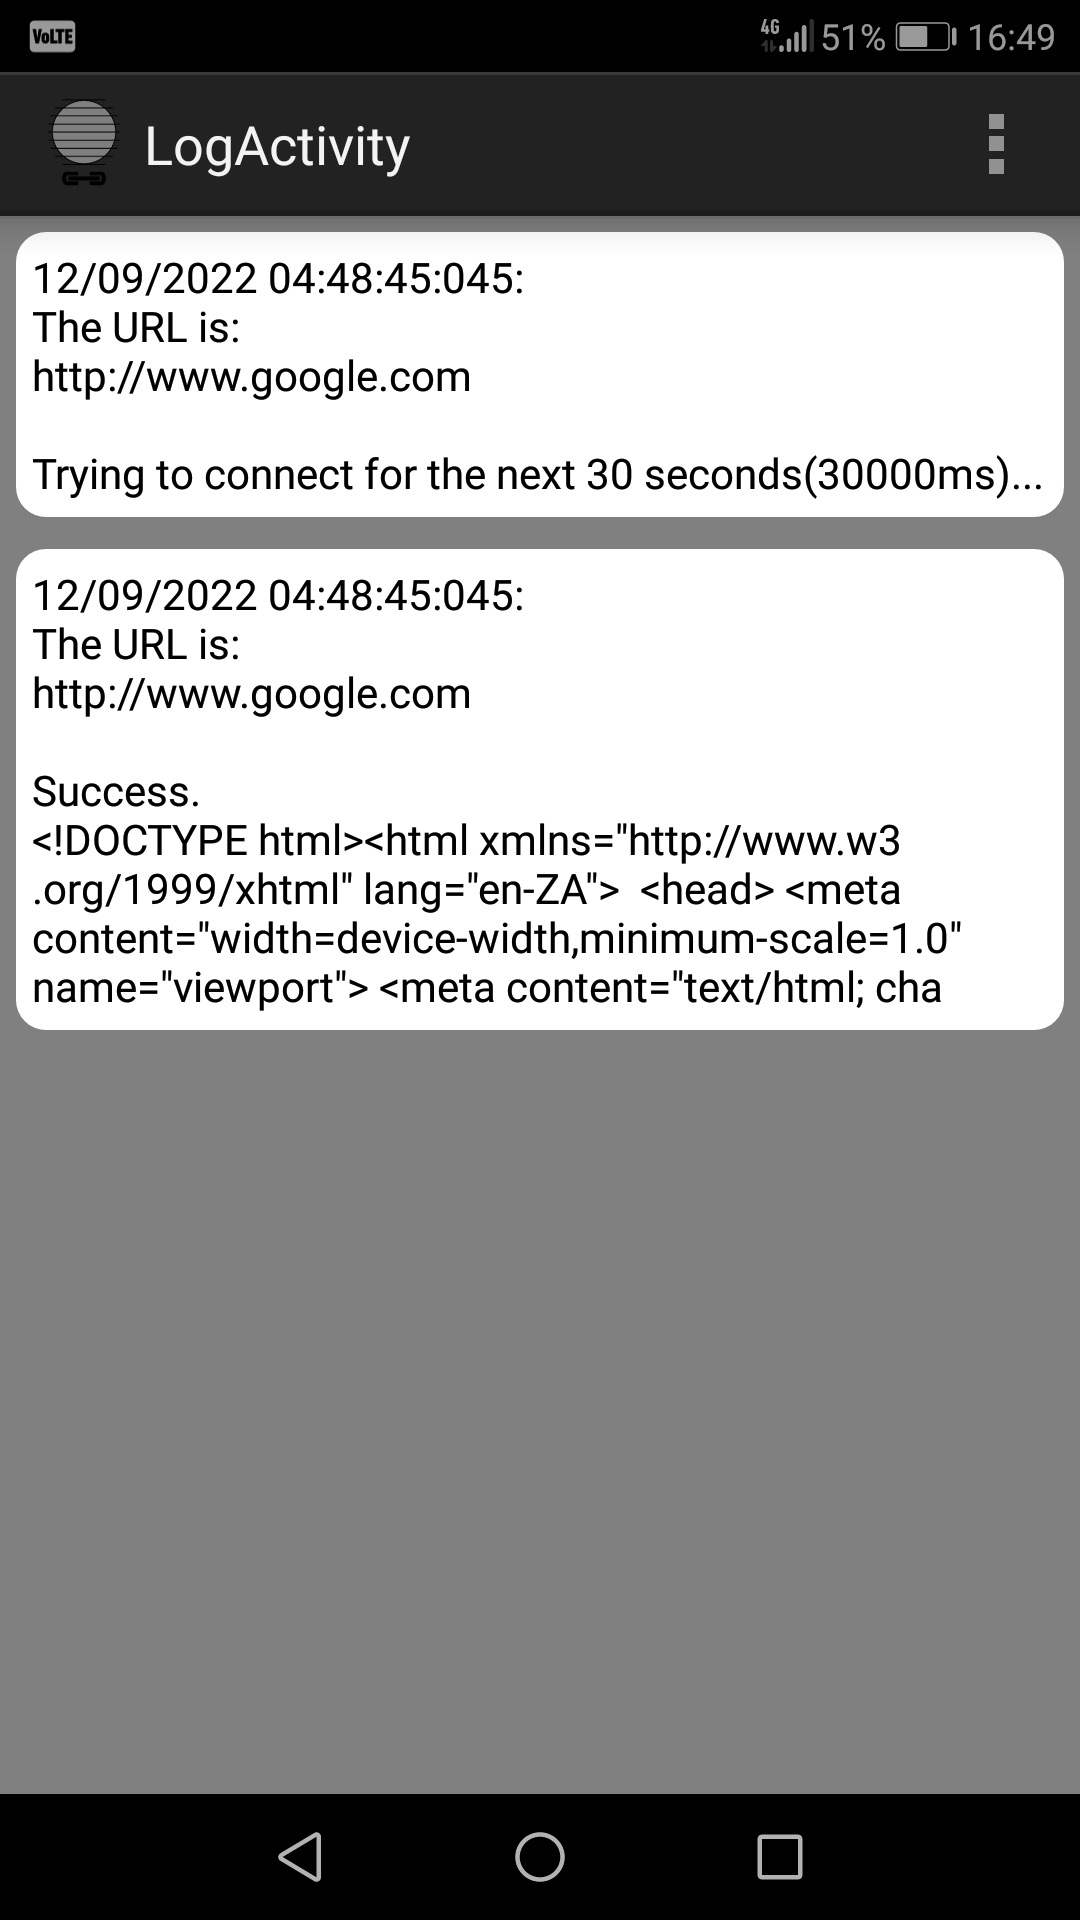 VoLTE
4G 51% 16:49
LogActivity
12/09/2022 04:48:45:045:
The URL is:
http://www.google.com
Trying to connect for the next 30 seconds(30000ms)...
12/09/2022 04:48:45:045:
The URL is:
http://www.google.com
Success.
<!DOCTYPE html><html xmlns="http://www.w3
.org/1999/xhtml" lang="en-ZA">  <head> <meta
content="width=device-width,minimum-scale=1.0"
name="viewport"> <meta content="text/html; cha